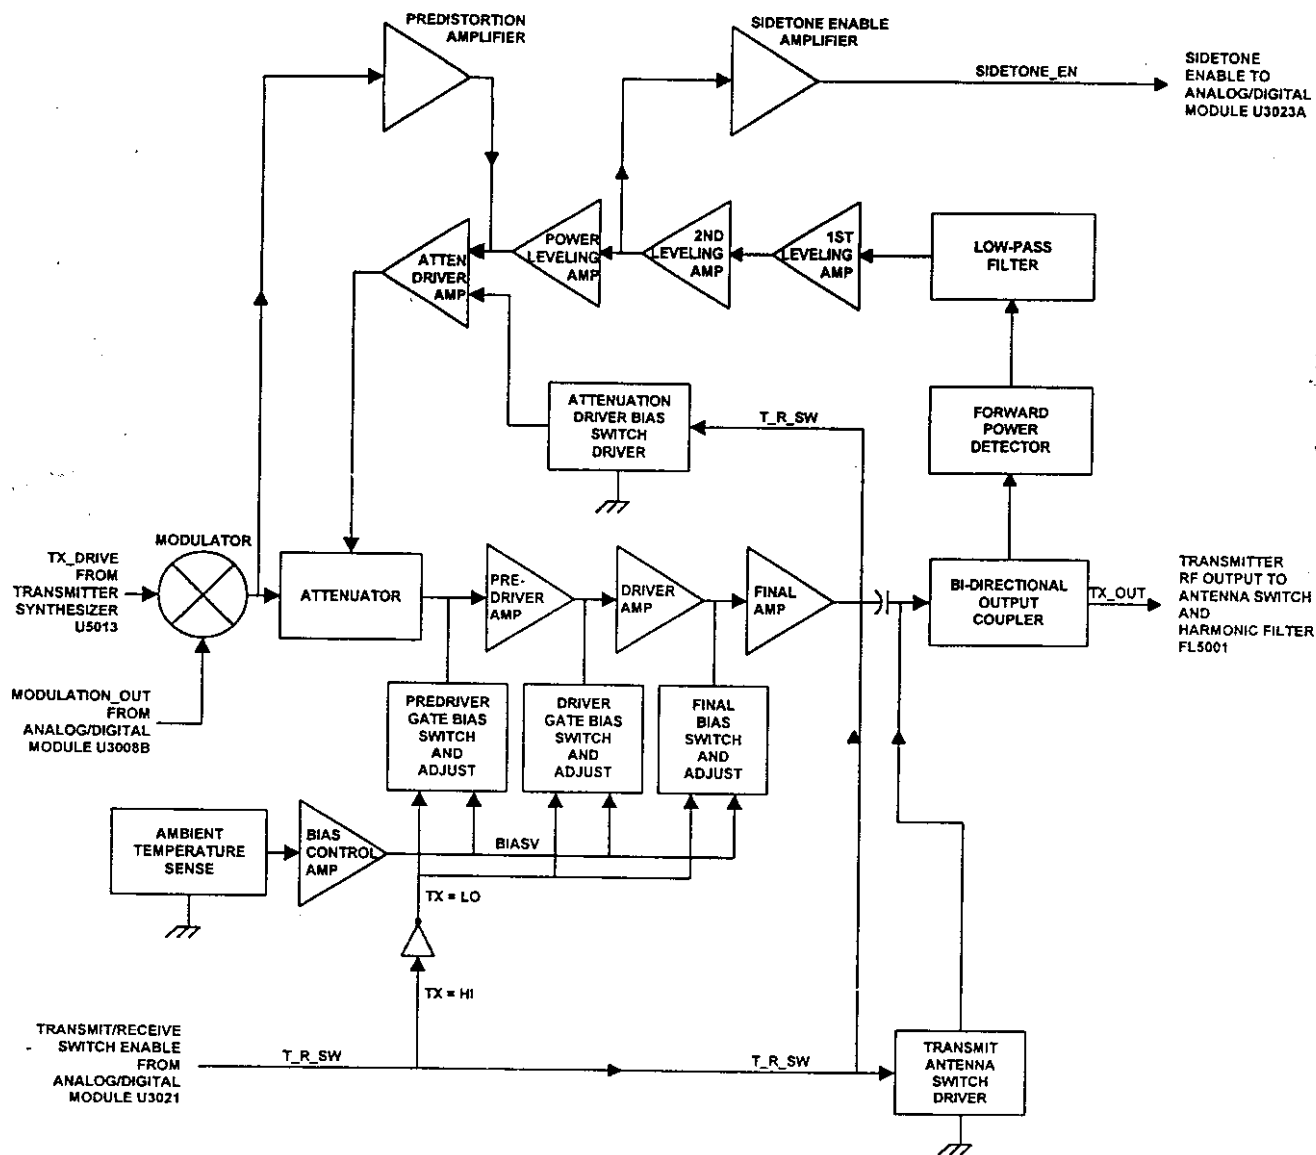 PREDISTORTION
AMPLIFIER
SIDETONE ENABLE
AMPLIFIER
SIDETONE_EN
SIDETONE
ENABLE TO
ANALOG/DIGITAL
MODULE U3023A
ATTEN
DRIVER
AMP
POWER
LEVELING
AMP
2ND
LEVELING
AMP
1ST
LEVELING
AMP
LOW-PASS
FILTER
ATTENUATION
DRIVER BIAS
SWITCH
DRIVER
T_R_SW
FORWARD
POWER
DETECTOR
TX_DRIVE
FROM
TRANSMITTER
SYNTHESIZER
U5013
MODULATOR
ATTENUATOR
PRE-
DRIVER
AMP
DRIVER
AMP
FINAL
AMP
BI-DIRECTIONAL
OUTPUT
COUPLER
TX_OUT
TRANSMITTER
RF OUTPUT TO
ANTENNA SWITCH
AND
HARMONIC FILTER
FL5001
MODULATION_OUT
FROM
ANALOG/DIGITAL
MODULE U3008B
PREDRIVER
GATE BIAS
SWITCH
AND
ADJUST
DRIVER
GATE BIAS
SWITCH
AND
ADJUST
FINAL
BIAS
SWITCH
AND
ADJUST
AMBIENT
TEMPERATURE
SENSE
BIAS
CONTROL
AMP
BIASV
TX = LO
TX = HI
TRANSMIT/RECEIVE
SWITCH ENABLE
FROM
ANALOG/DIGITAL
MODULE U3021
T_R_SW
T_R_SW
TRANSMIT
ANTENNA
SWITCH
DRIVER